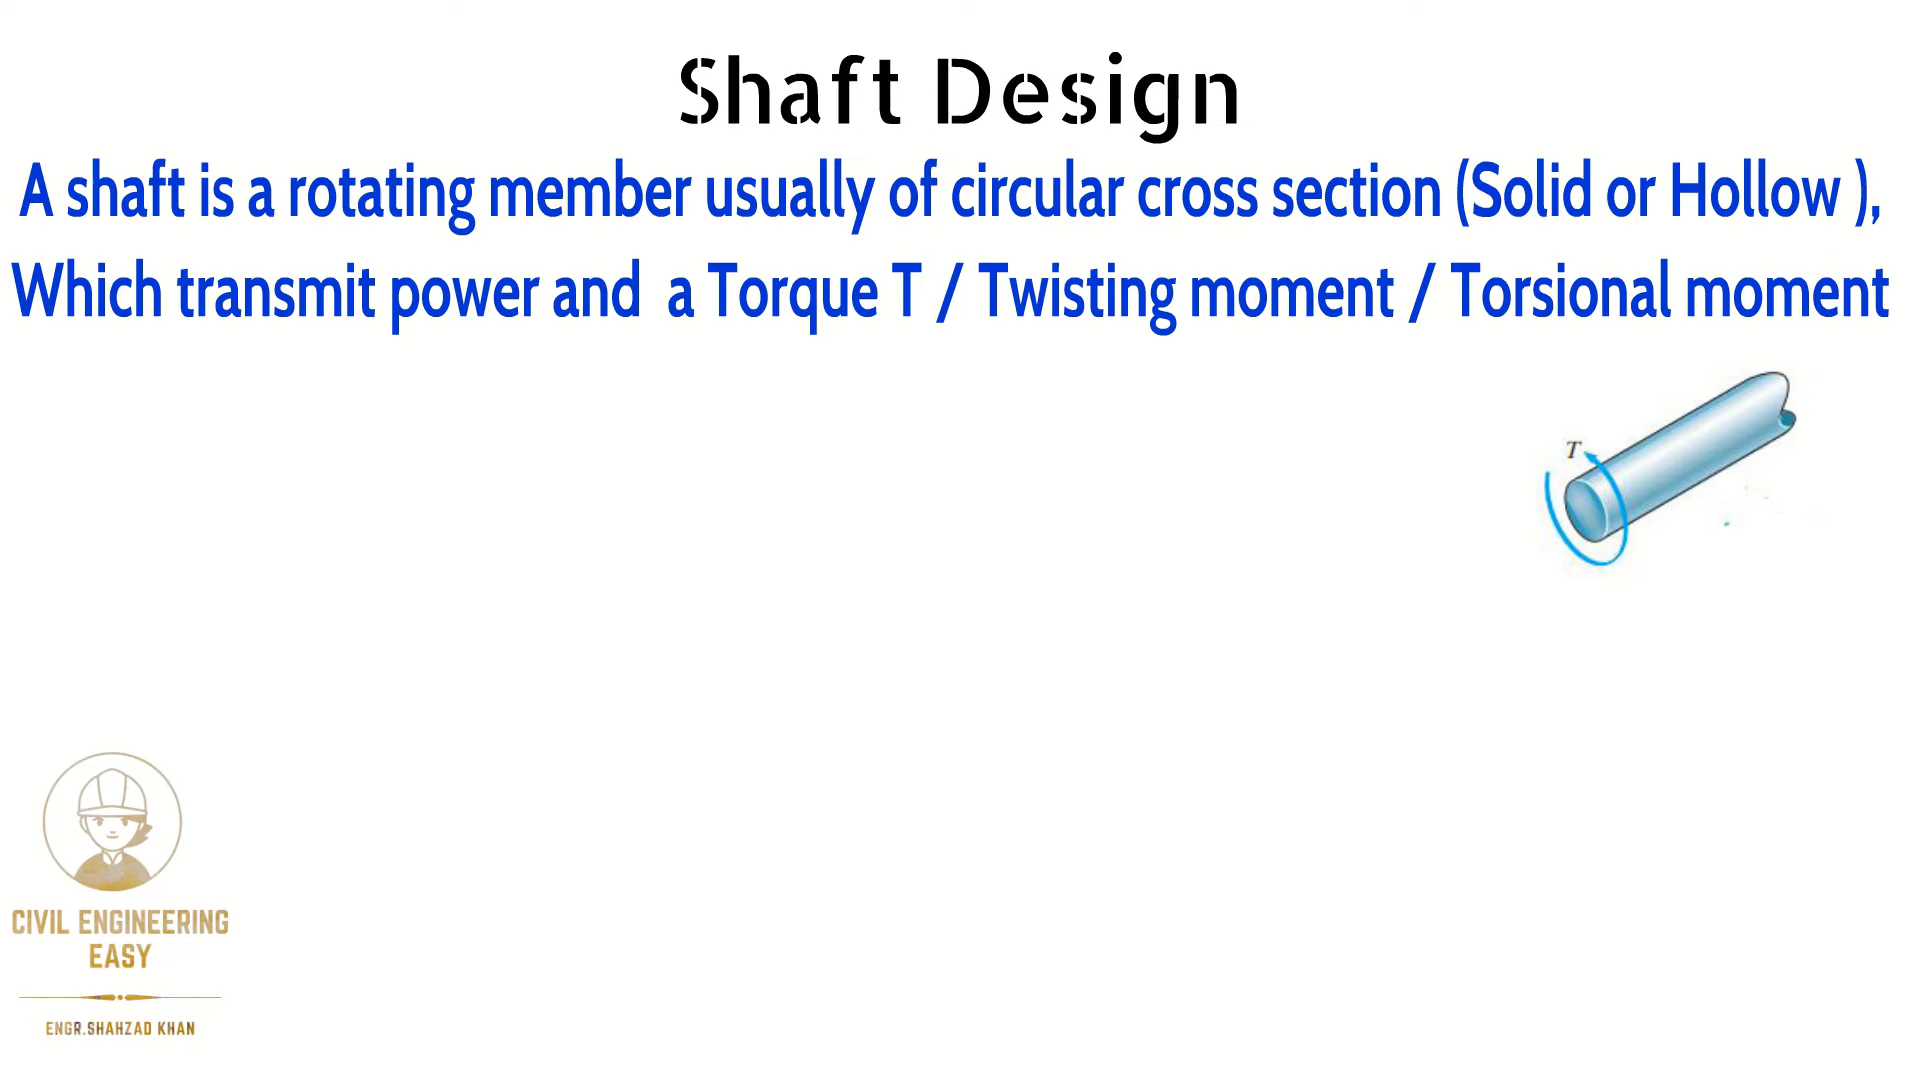 Shaft Design
A shaft is a rotating member usually of circular cross section (Solid or Hollow ),
Which transmit power and a Torque T / Twisting moment / Torsional moment
T
CIVIL ENGINEERING
EASY
ENGR.SHAHZAD KHAN